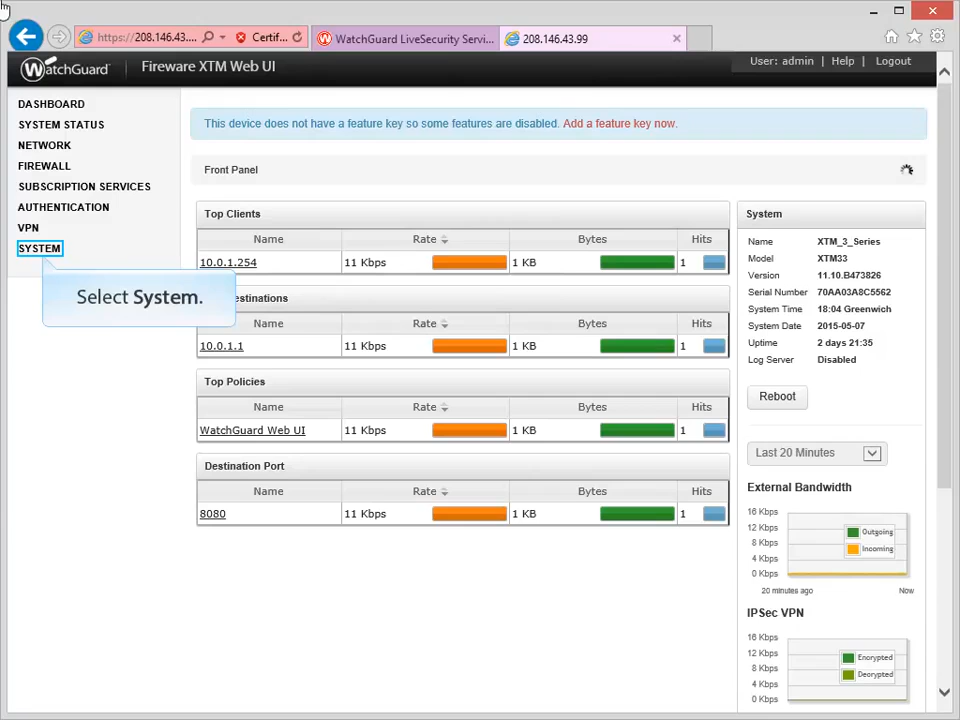 https://208.146.43....
Certif...
WatchGuard LiveSecurity Servi...
208.146.43.99
WatchGuard
Fireware XTM Web UI
User: admin | Help | Logout
DASHBOARD
SYSTEM STATUS
NETWORK
FIREWALL
SUBSCRIPTION SERVICES
AUTHENTICATION
VPN
SYSTEM
Select System.
This device does not have a feature key so some features are disabled. Add a feature key now.
Front Panel
Top Clients
Name Rate Bytes Hits
10.0.1.254 11 Kbps 1 KB 1
estinations
Name Rate Bytes Hits
10.0.1.1 11 Kbps 1 KB 1
Top Policies
Name Rate Bytes Hits
WatchGuard Web UI 11 Kbps 1 KB 1
Destination Port
Name Rate Bytes Hits
8080 11 Kbps 1 KB 1
System
Name XTM_3_Series
Model XTM33
Version 11.10.B473826
Serial Number 70AA03A8C5562
System Time 18:04 Greenwich
System Date 2015-05-07
Uptime 2 days 21:35
Log Server Disabled
Reboot
Last 20 Minutes
External Bandwidth
16 Kbps
12 Kbps
8 Kbps
4 Kbps
0 Kbps
Outgoing
Incoming
20 minutes ago Now
IPSec VPN
16 Kbps
12 Kbps
8 Kbps
4 Kbps
0 Kbps
Encrypted
Decrypted